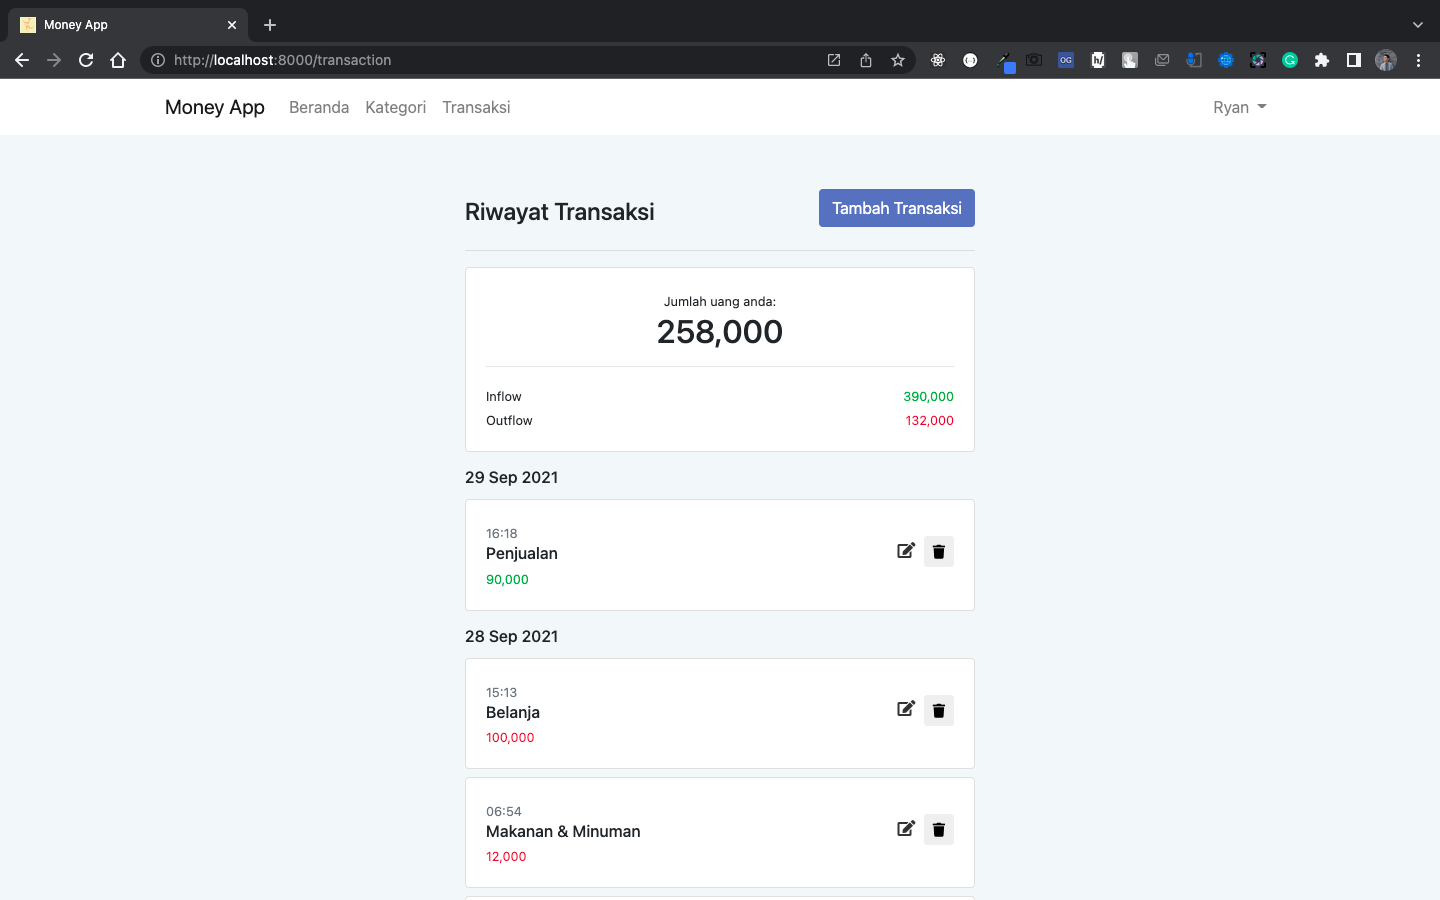 Money App
http://localhost:8000/transaction
OG
h/
Money App Beranda Kategori Transaksi Ryan
Riwayat Transaksi
Tambah Transaksi
Jumlah uang anda:
258,000
Inflow 390,000
Outflow 132,000
29 Sep 2021
16:18
Penjualan
90,000
28 Sep 2021
15:13
Belanja
100,000
06:54
Makanan & Minuman
12,000